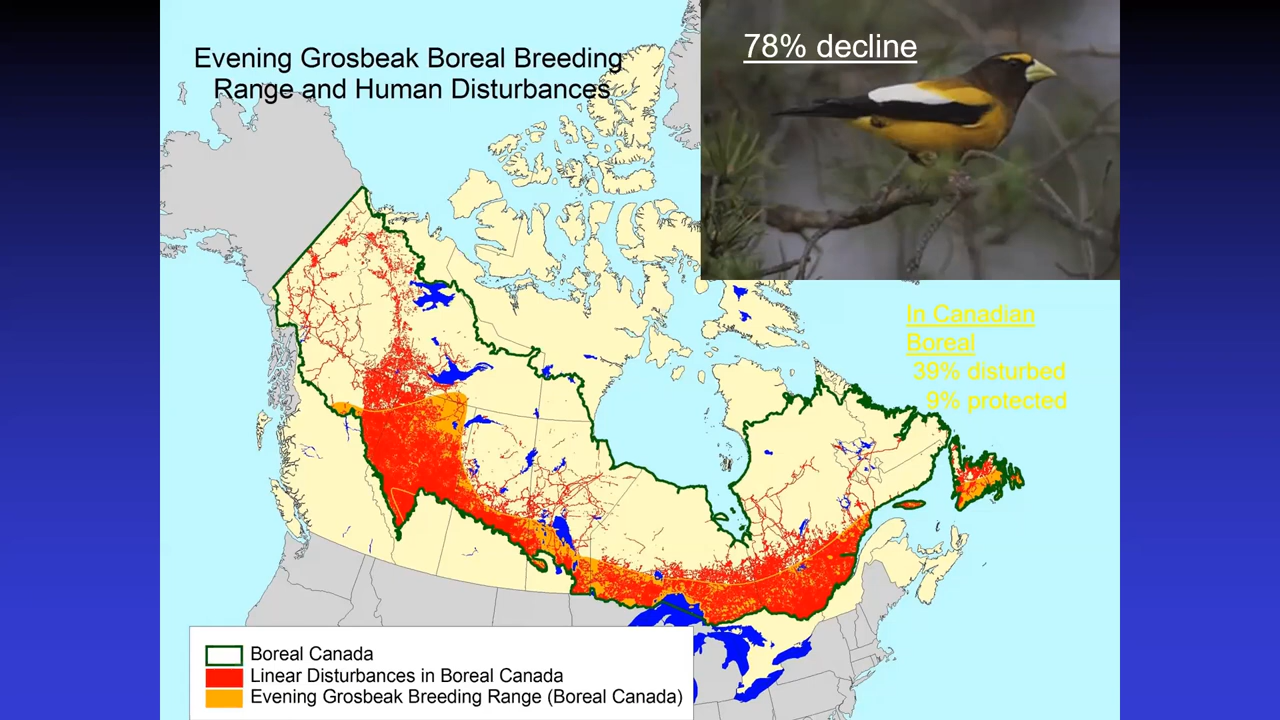 Evening Grosbeak Boreal Breeding
Range and Human Disturbances
78% decline
In Canadian
Boreal
39% disturbed
9% protected
Boreal Canada
Linear Disturbances in Boreal Canada
Evening Grosbeak Breeding Range (Boreal Canada)